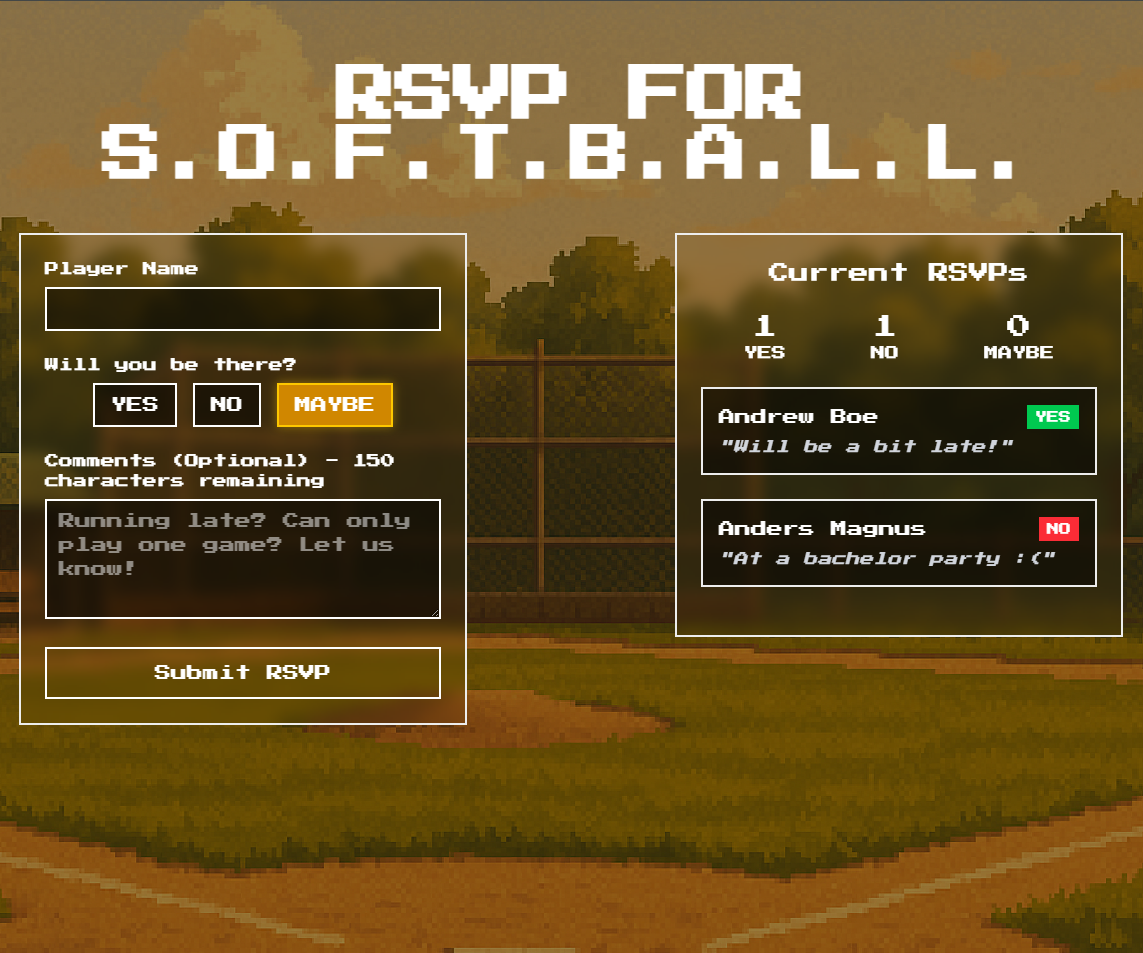 RSVP FOR
S.O.F.T.B.A.L.L.
Player Name
Will you be there?
YES NO MAYBE
Comments (Optional) - 150
characters remaining
Running late? Can only
play one game? Let us
know!
Submit RSVP
Current RSVPs
1 1 0
YES NO MAYBE
Andrew Boe YES
"Will be a bit late!"
Anders Magnus NO
"At a bachelor party :("